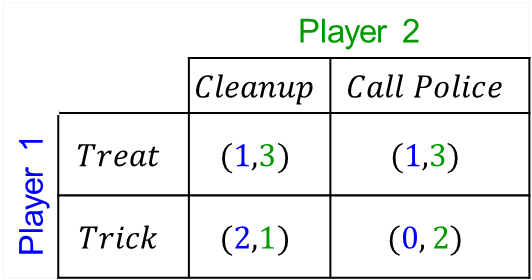 Player 2
Cleanup Call Police
Player 1
Treat (1,3) (1,3)
Trick (2,1) (0, 2)